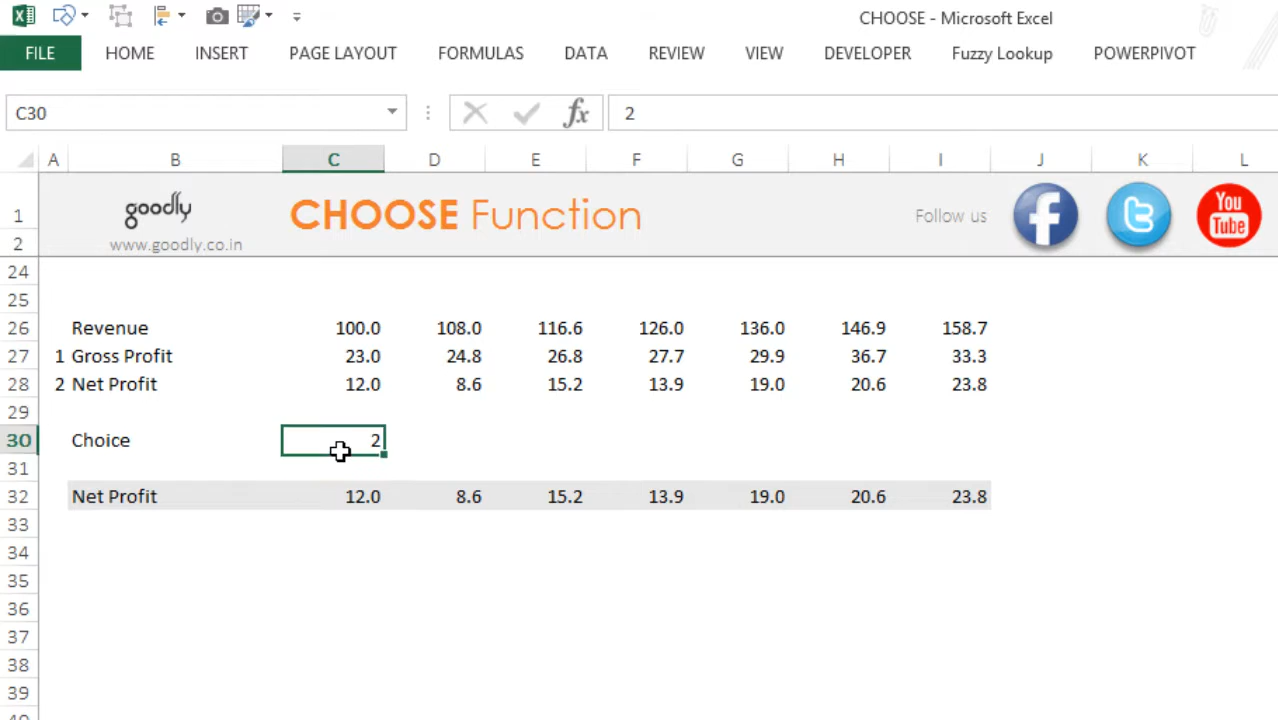 CHOOSE - Microsoft Excel
FILE HOME INSERT PAGE LAYOUT FORMULAS DATA REVIEW VIEW DEVELOPER Fuzzy Lookup POWERPIVOT
C30 fx 2
A B C D E F G H I J K L
1 goodly CHOOSE Function Follow us f t You Tube
2 www.goodly.co.in
24
25
26 Revenue 100.0 108.0 116.6 126.0 136.0 146.9 158.7
27 1 Gross Profit 23.0 24.8 26.8 27.7 29.9 36.7 33.3
28 2 Net Profit 12.0 8.6 15.2 13.9 19.0 20.6 23.8
29
30 Choice 2
31
32 Net Profit 12.0 8.6 15.2 13.9 19.0 20.6 23.8
33
34
35
36
37
38
39
40